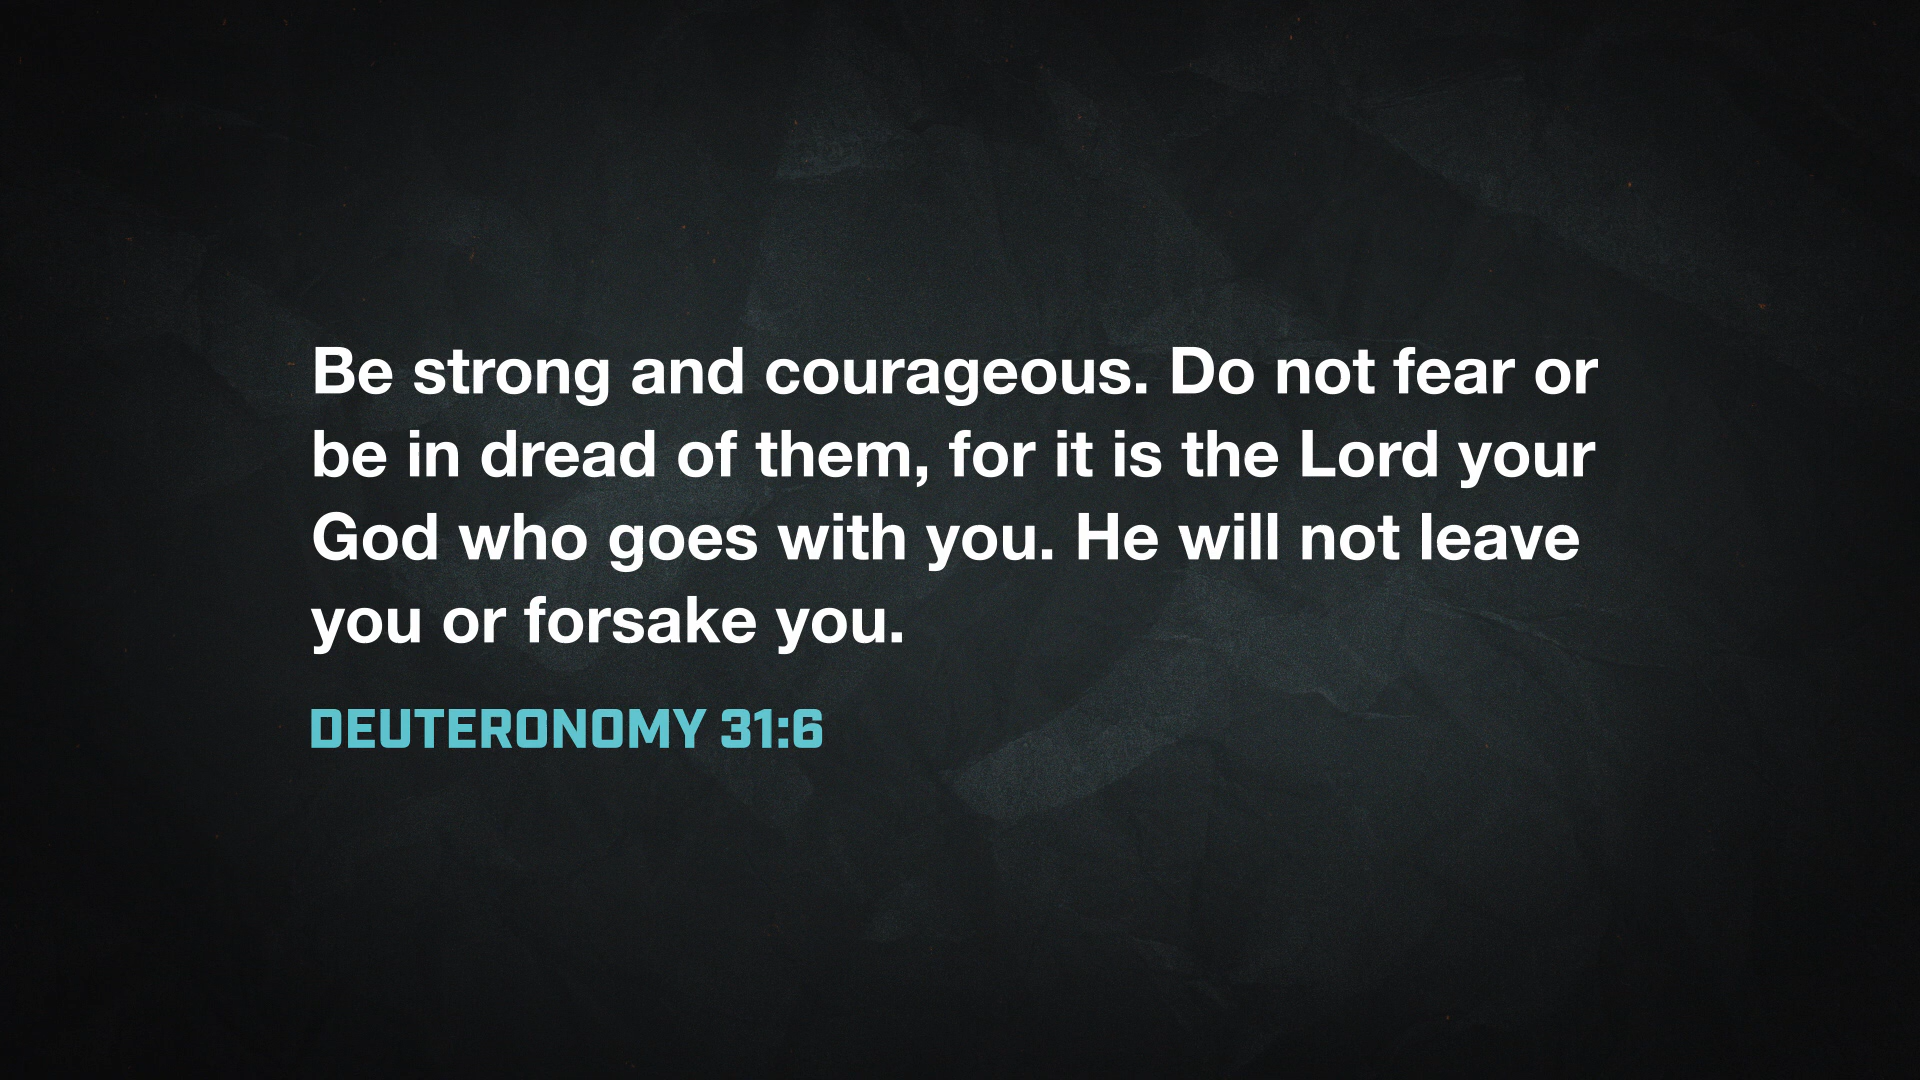 Be strong and courageous. Do not fear or
be in dread of them, for it is the Lord your
God who goes with you. He will not leave
you or forsake you.
DEUTERONOMY 31:6